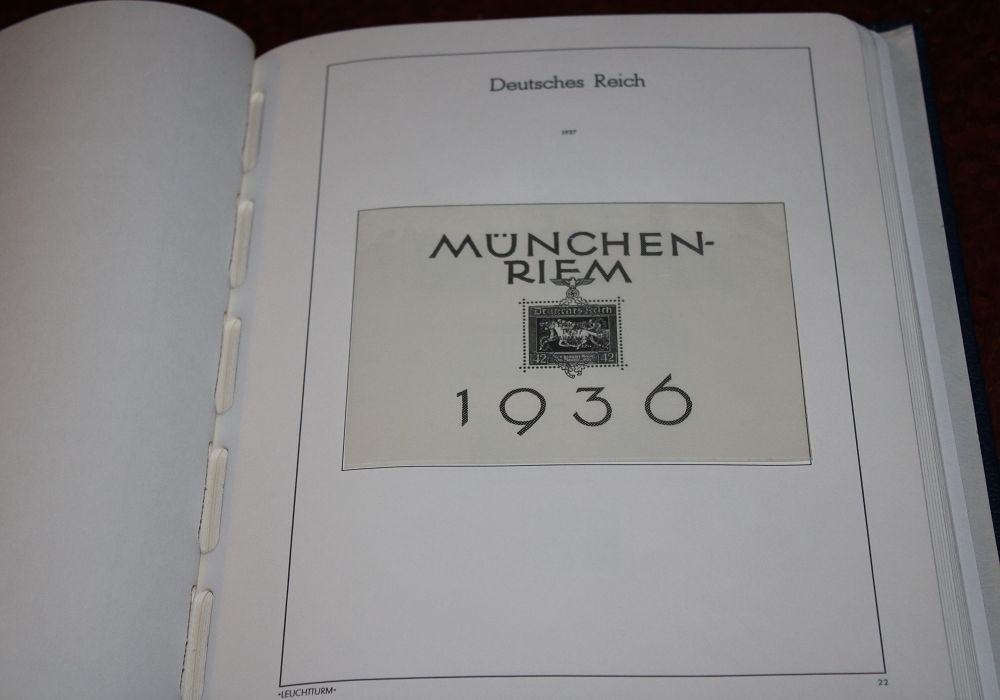 Deutsches Reich
1937
MÜNCHEN-
RIEM
Deutsches Reich
42 42
1936
"LEUCHTTURM"
22